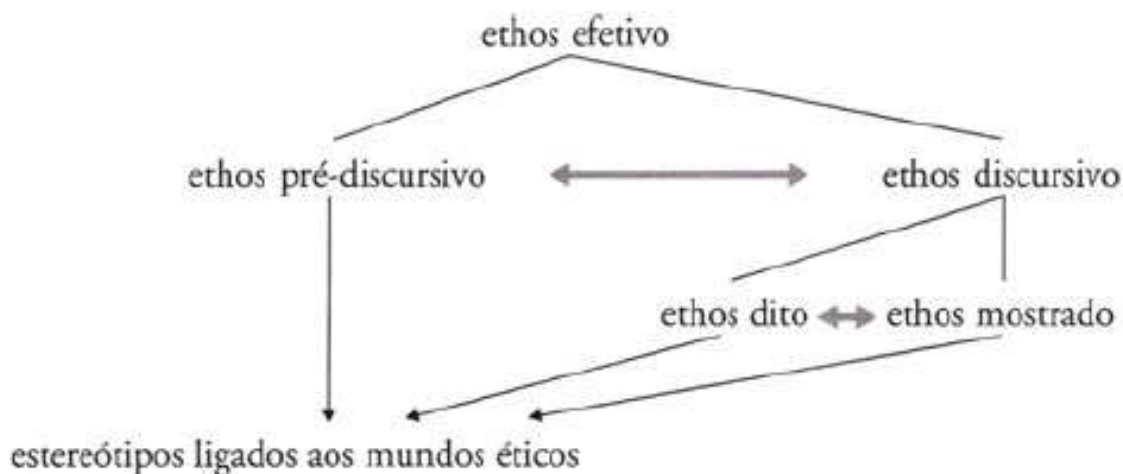 ethos efetivo
ethos pré-discursivo
ethos discursivo
ethos dito
ethos mostrado
estereótipos ligados aos mundos éticos